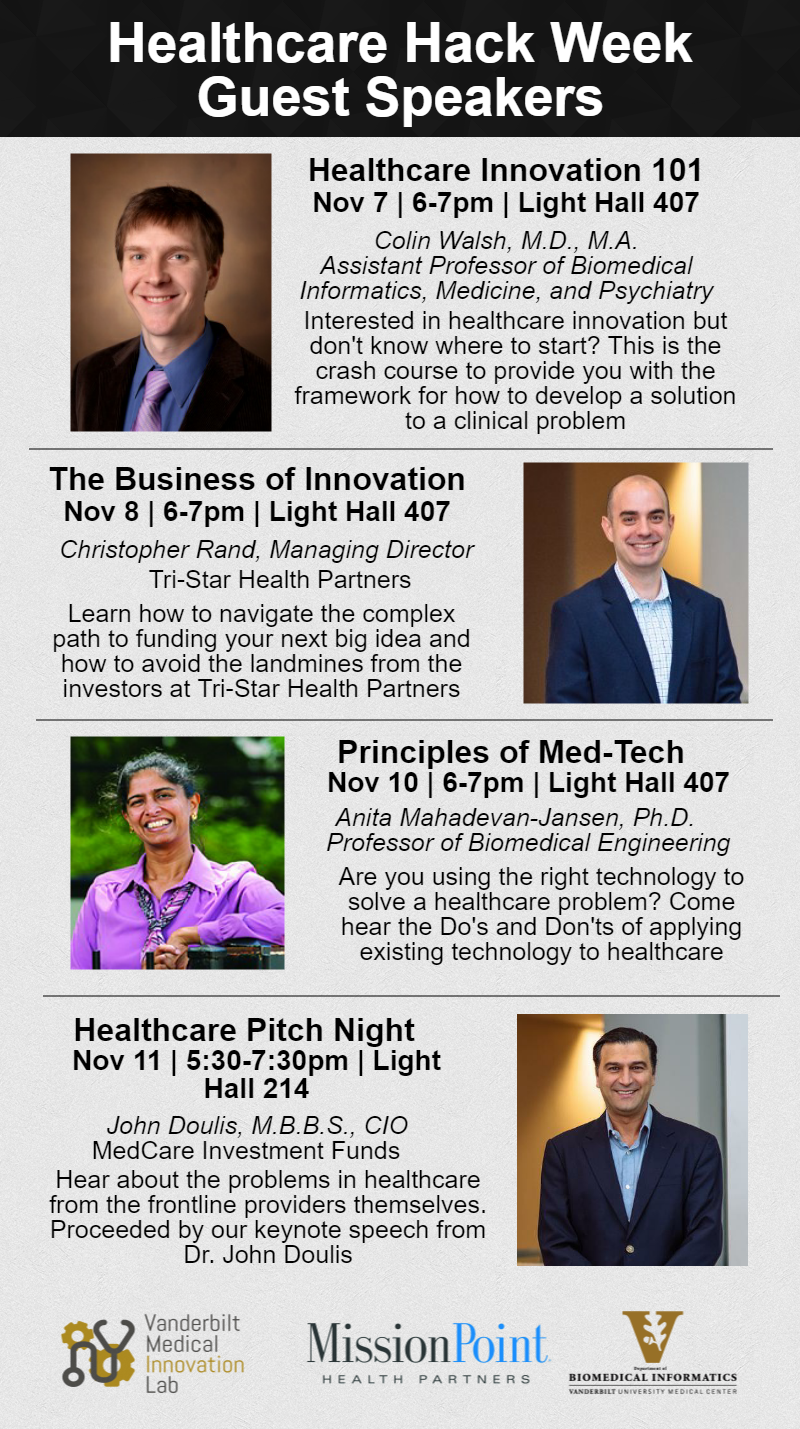 Healthcare Hack Week
Guest Speakers
Healthcare Innovation 101
Nov 7 | 6-7pm | Light Hall 407
Colin Walsh, M.D., M.A.
Assistant Professor of Biomedical
Informatics, Medicine, and Psychiatry
Interested in healthcare innovation but
don't know where to start? This is the
crash course to provide you with the
framework for how to develop a solution
to a clinical problem
The Business of Innovation
Nov 8 | 6-7pm | Light Hall 407
Christopher Rand, Managing Director
Tri-Star Health Partners
Learn how to navigate the complex
path to funding your next big idea and
how to avoid the landmines from the
investors at Tri-Star Health Partners
Principles of Med-Tech
Nov 10 | 6-7pm | Light Hall 407
Anita Mahadevan-Jansen, Ph.D.
Professor of Biomedical Engineering
Are you using the right technology to
solve a healthcare problem? Come
hear the Do's and Don'ts of applying
existing technology to healthcare
Healthcare Pitch Night
Nov 11 | 5:30-7:30pm | Light
Hall 214
John Doulis, M.B.B.S., CIO
MedCare Investment Funds
Hear about the problems in healthcare
from the frontline providers themselves.
Proceeded by our keynote speech from
Dr. John Doulis
Vanderbilt
Medical
Innovation
Lab
MissionPoint
HEALTH PARTNERS
V
Department of
BIOMEDICAL INFORMATICS
VANDERBILT UNIVERSITY MEDICAL CENTER